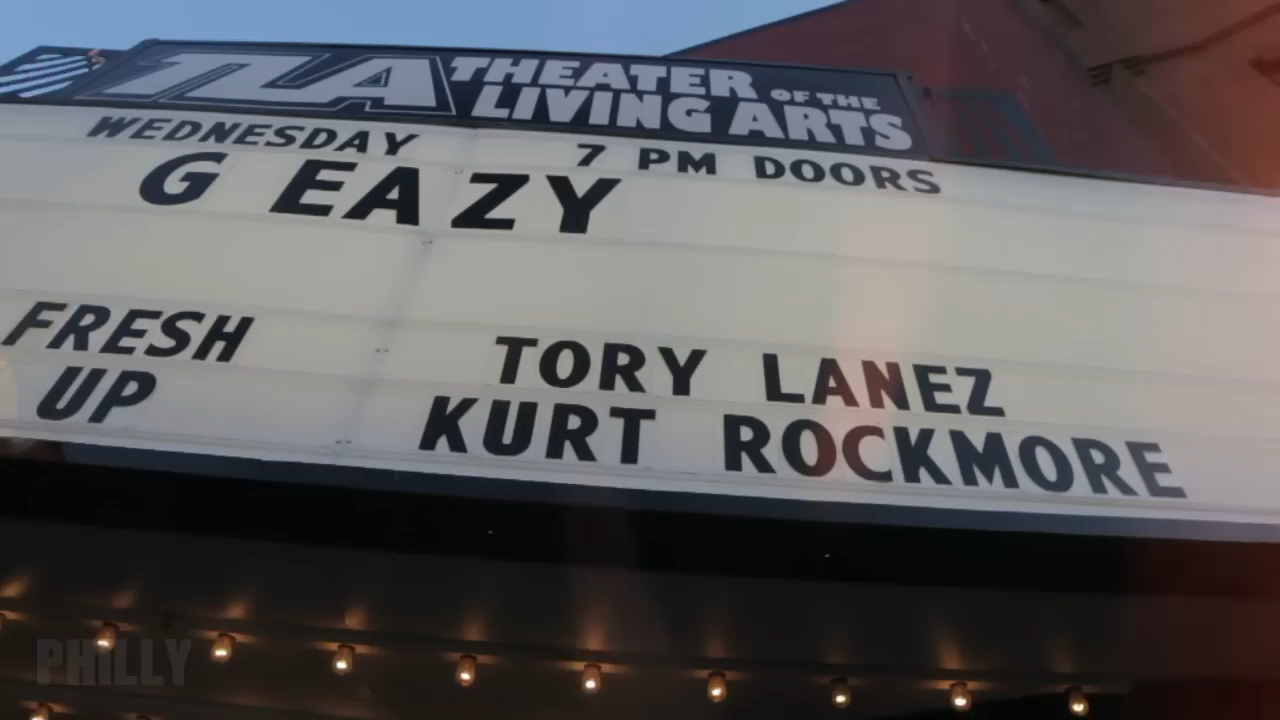 TLA THEATER OF THE
LIVING ARTS
WEDNESDAY 7 PM DOORS
G EAZY
FRESH TORY LANEZ
UP KURT ROCKMORE
PHILLY